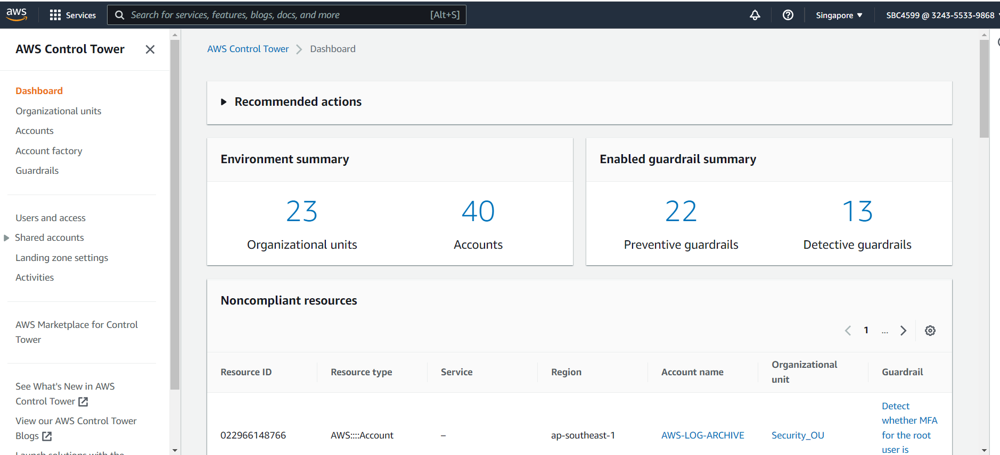 aws
Services
Search for services, features, blogs, docs, and more
[Alt+S]
Singapore
SBC4599 @ 3243-5533-9868
AWS Control Tower
Dashboard
Organizational units
Accounts
Account factory
Guardrails
Users and access
Shared accounts
Landing zone settings
Activities
AWS Marketplace for Control
Tower
See What's New in AWS
Control Tower
View our AWS Control Tower
Blogs
Launch solutions with the
AWS Control Tower
Dashboard
Recommended actions
Environment summary
23
Organizational units
40
Accounts
Enabled guardrail summary
22
Preventive guardrails
13
Detective guardrails
Noncompliant resources
1 ...
Resource ID
Resource type
Service
Region
Account name
Organizational
unit
Guardrail
022966148766
AWS::::Account
–
ap-southeast-1
AWS-LOG-ARCHIVE
Security_OU
Detect
whether MFA
for the root
user is